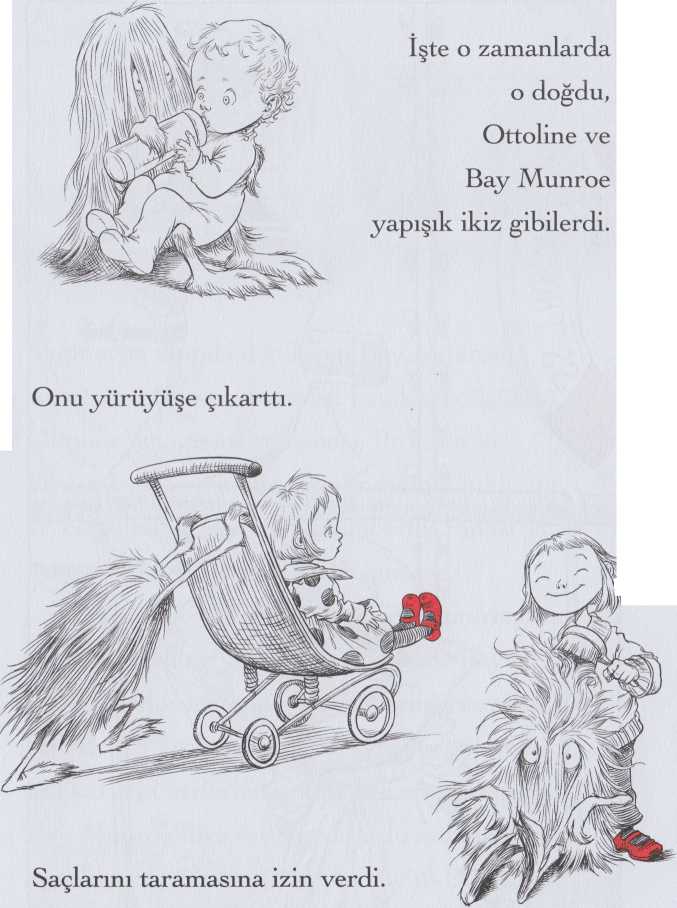 İşte o zamanlarda
o doğdu,
Ottoline ve
Bay Munroe
yapışık ikiz gibilerdi.
Onu yürüyüşe çıkarttı.
Saçlarını taramasına izin verdi.